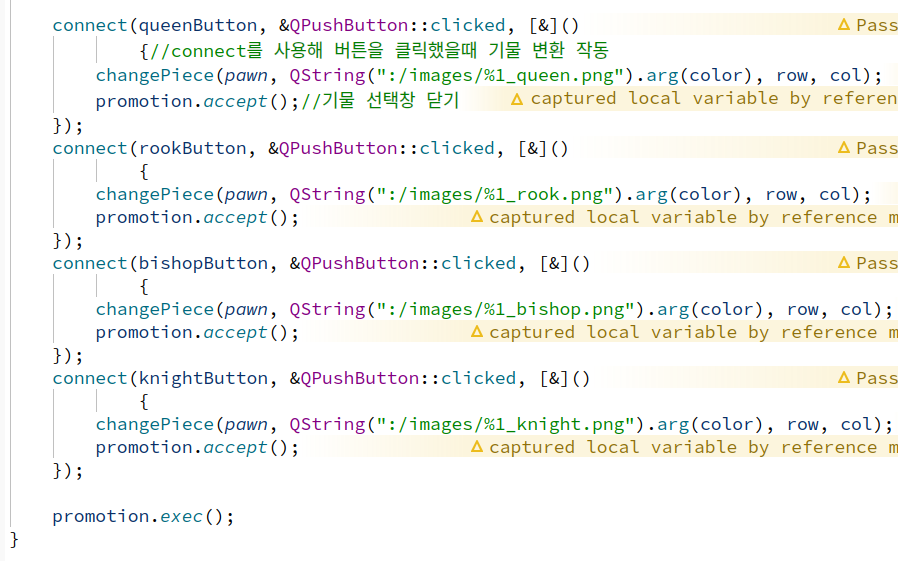 connect(queenButton, &QPushButton::clicked, [&]() Pass
{//connect를 사용해 버튼을 클릭했을때 기물 변환 작동
changePiece(pawn, QString(":/images/%1_queen.png").arg(color), row, col);
promotion.accept();//기물 선택창 닫기 captured local variable by referen
});
connect(rookButton, &QPushButton::clicked, [&]() Pass
{
changePiece(pawn, QString(":/images/%1_rook.png").arg(color), row, col);
promotion.accept(); captured local variable by reference m
});
connect(bishopButton, &QPushButton::clicked, [&]() Pass
{
changePiece(pawn, QString(":/images/%1_bishop.png").arg(color), row, col);
promotion.accept(); captured local variable by reference m
});
connect(knightButton, &QPushButton::clicked, [&]() Pass
{
changePiece(pawn, QString(":/images/%1_knight.png").arg(color), row, col);
promotion.accept(); captured local variable by reference m
});
promotion.exec();
}